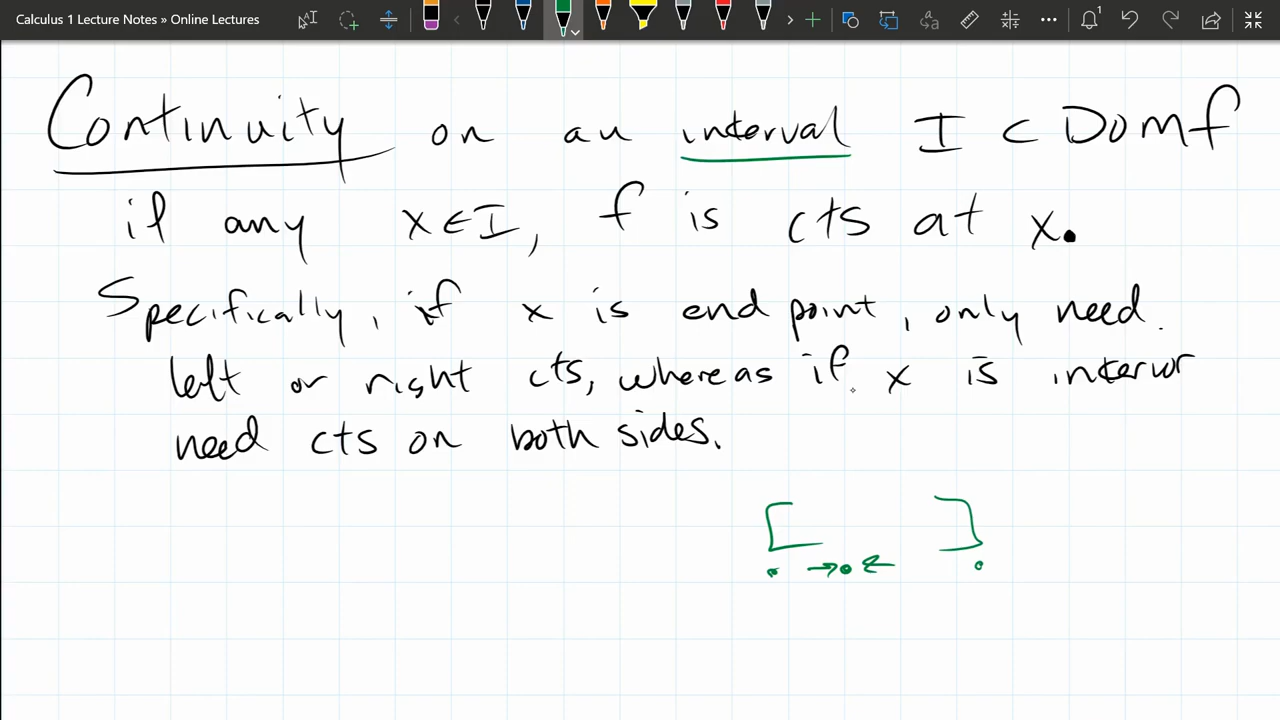 Calculus 1 Lecture Notes » Online Lectures
Continuity on an interval I ⊂ Domf
if any x∈I, f is cts at x.
Specifically, if x is end point, only need
left or right cts, whereas if x is interior
need cts on both sides.